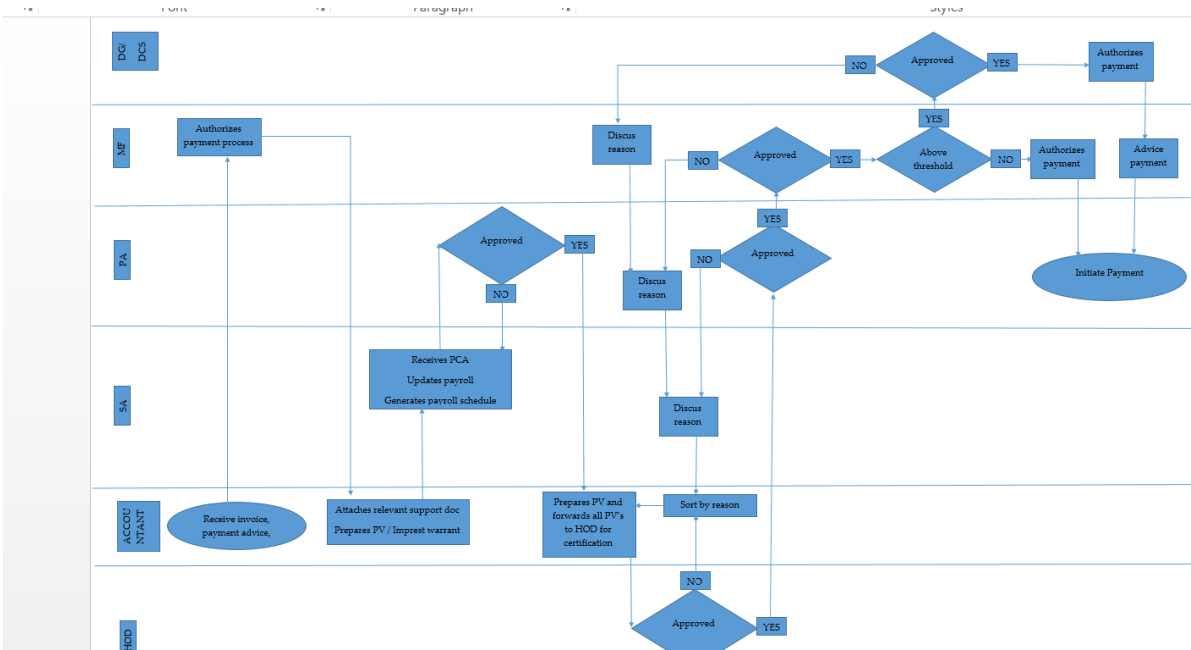 Font
Paragraph
Styles
DG/
DCS
Approved
NO
YES
Authorizes
payment
MF
Authorizes
payment process
Discus
reason
NO
Approved
YES
YES
Above
threshold
NO
Authorizes
payment
Advice
payment
PA
Approved
YES
NO
Discus
reason
NO
YES
Approved
Initiate Payment
SA
Receives PCA
Updates payroll
Generates payroll schedule
Discus
reason
ACCOU
NTANT
Receive invoice,
payment advice,
Attaches relevant support doc
Prepares PV / Imprest warrant
Prepares PV and
forwards all PV's
to HOD for
certification
Sort by reason
HOD
NO
Approved
YES